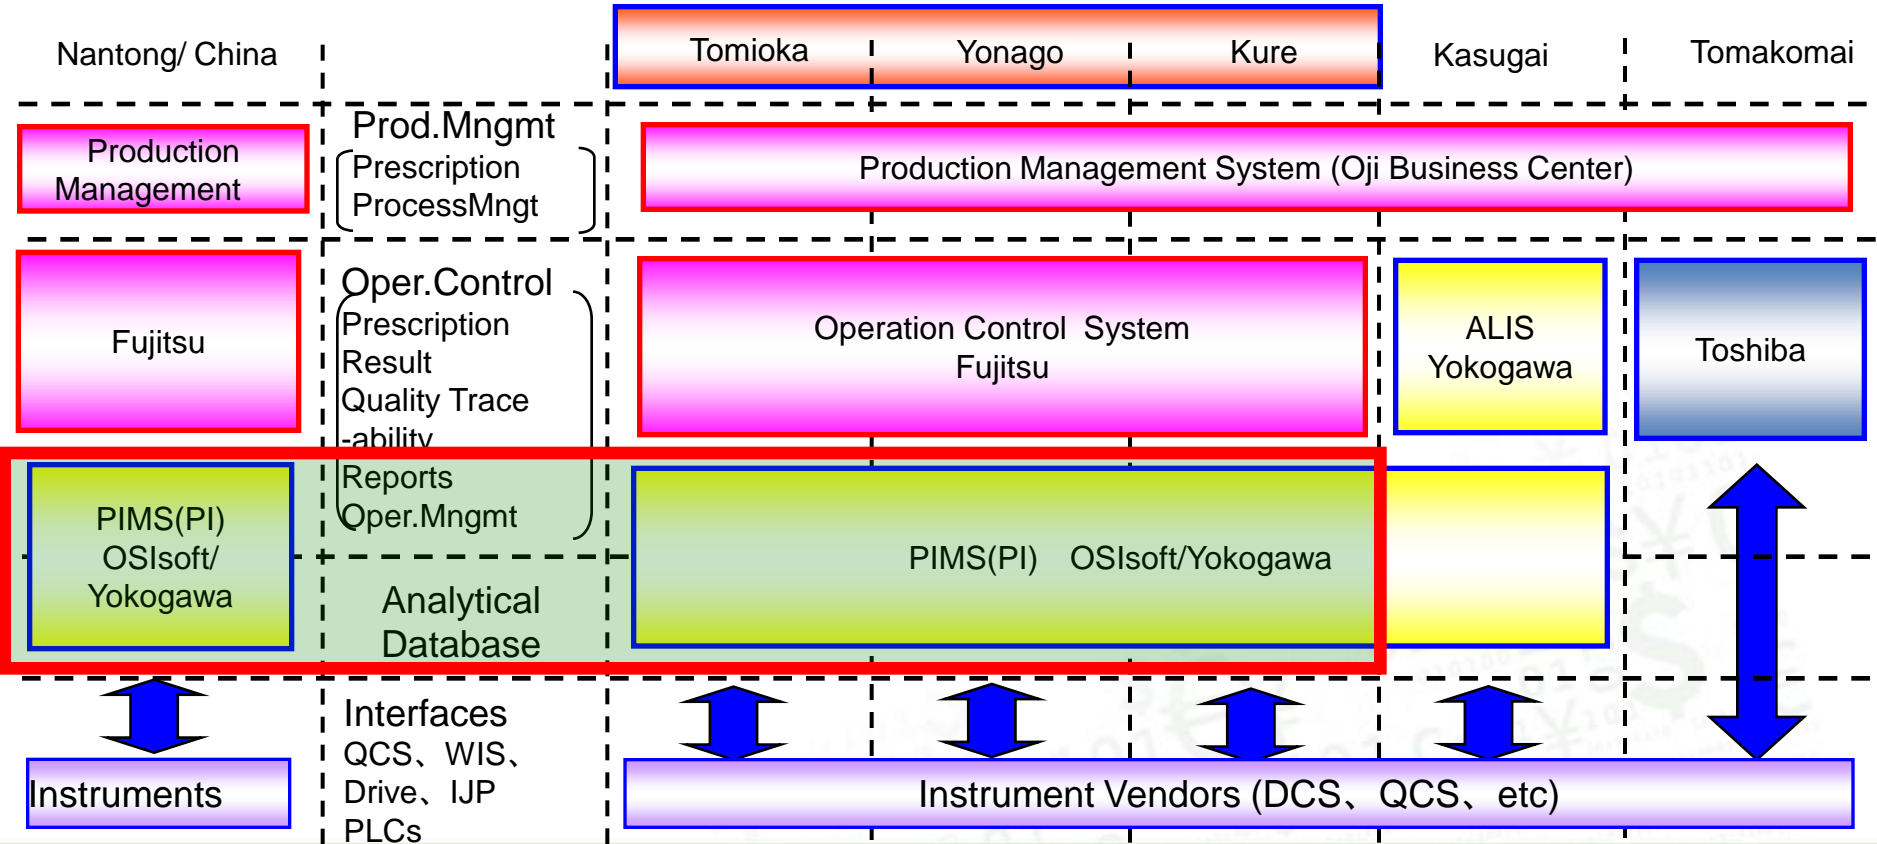 Nantong/ China
Tomioka
Yonago
Kure
Kasugai
Tomakomai
Production
Management
Prod.Mngmt
Prescription
ProcessMngt
Production Management System (Oji Business Center)
Fujitsu
Oper.Control
Prescription
Result
Quality Trace
-ability
Reports
Oper.Mngmt
Operation Control System
Fujitsu
ALIS
Yokogawa
Toshiba
PIMS(PI)
OSIsoft/
Yokogawa
Analytical
Database
PIMS(PI) OSIsoft/Yokogawa
Instruments
Interfaces
QCS、WIS、
Drive、IJP
PLCs
Instrument Vendors (DCS、QCS、etc)